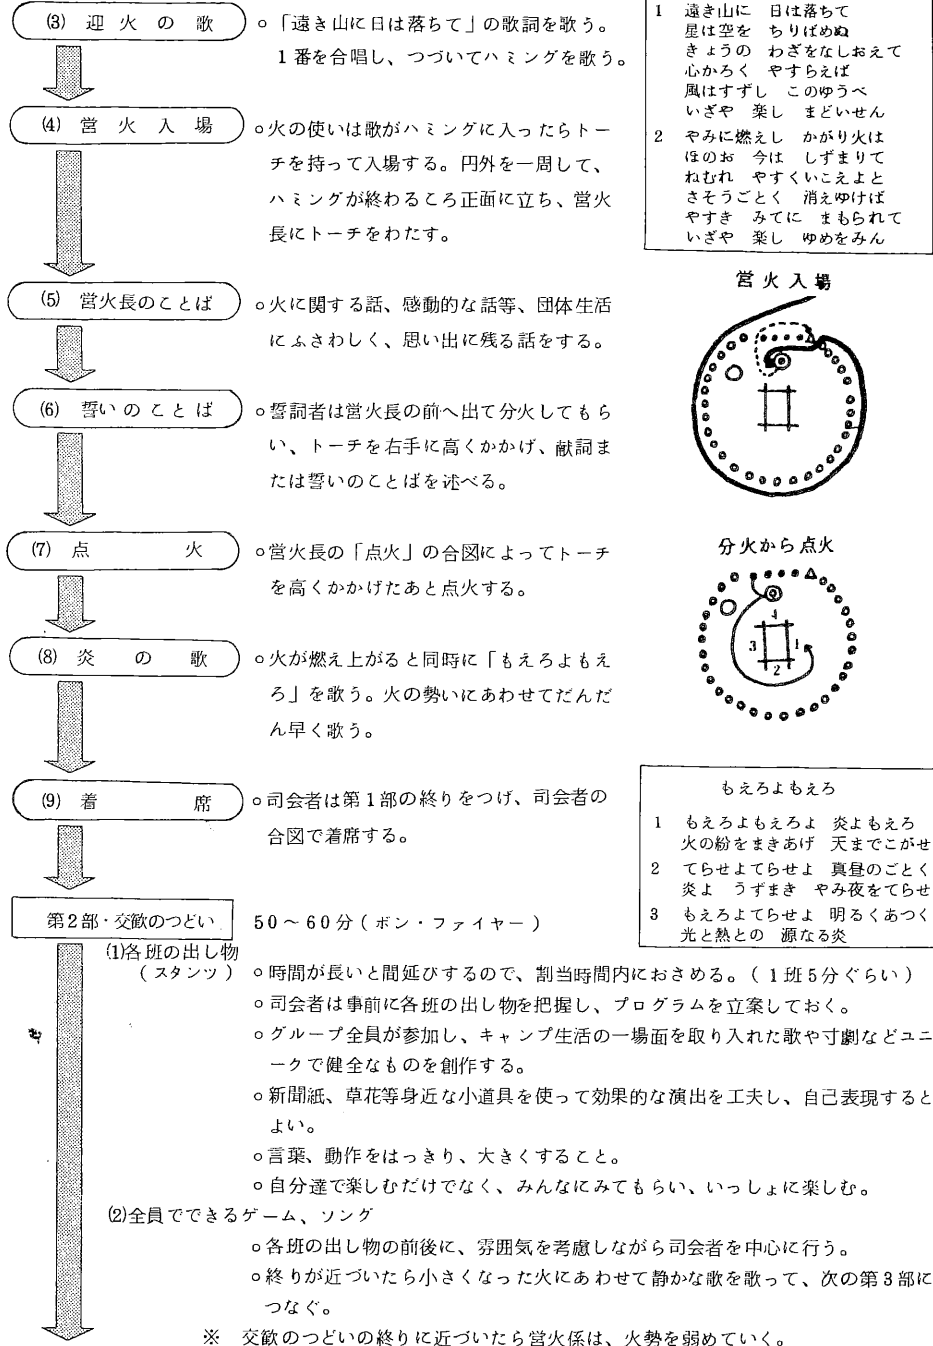 (3) 迎火の歌
○「遠き山に日は落ちて」の歌詞を歌う。
1番を合唱し、つづいてハミングを歌う。
1 遠き山に 日は落ちて
星は空を ちりばめぬ
きょうの わざをなしおえて
心かろく やすらえば
風はすずし このゆうべ
いざや 楽し まどいせん
2 やみに燃えし かがり火は
ほのお 今は しずまりて
ねむれ やすくいこえよと
さそうごとく 消えゆけば
やすき みてに まもられて
いざや 楽し ゆめをみん
(4) 営火入場
○火の使いは歌がハミングに入ったらトー
チを持って入場する。円外を一周して、
ハミングが終わるころ正面に立ち、営火
長にトーチをわたす。
営火入場
(5) 営火長のことば
○火に関する話、感動的な話等、団体生活
にふさわしく、思い出に残る話をする。
(6) 誓いのことば
○誓詞者は営火長の前へ出て分火してもら
い、トーチを右手に高くかかげ、献詞ま
たは誓いのことばを述べる。
(7) 点火
○営火長の「点火」の合図によってトーチ
を高くかかげたあと点火する。
分火から点火
4
3 1
2
(8) 炎の歌
○火が燃え上がると同時に「もえろよもえ
ろ」を歌う。火の勢いにあわせてだんだ
ん早く歌う。
(9) 着席
○司会者は第1部の終りをつげ、司会者の
合図で着席する。
もえろよもえろ
1 もえろよもえろよ 炎よもえろ
火の粉をまきあげ 天までこがせ
2 てらせよてらせよ 真昼のごとく
炎よ うずまき やみ夜をてらせ
3 もえろよてらせよ 明るくあつく
光と熱との 源なる炎
第2部・交歓のつどい
50〜60分(ボン・ファイヤー)
(1)各班の出し物
(スタンツ)
○時間が長いと間延びするので、割当時間内におさめる。(1班5分ぐらい)
○司会者は事前に各班の出し物を把握し、プログラムを立案しておく。
○グループ全員が参加し、キャンプ生活の一場面を取り入れた歌や寸劇などユニ
ークで健全なものを創作する。
○新聞紙、草花等身近な小道具を使って効果的な演出を工夫し、自己表現すると
よい。
○言葉、動作をはっきり、大きくすること。
○自分達で楽しむだけでなく、みんなにみてもらい、いっしょに楽しむ。
(2)全員でできるゲーム、ソング
○各班の出し物の前後に、雰囲気を考慮しながら司会者を中心に行う。
○終りが近づいたら小さくなった火にあわせて静かな歌を歌って、次の第3部に
つなぐ。
※ 交歓のつどいの終りに近づいたら営火係は、火勢を弱めていく。